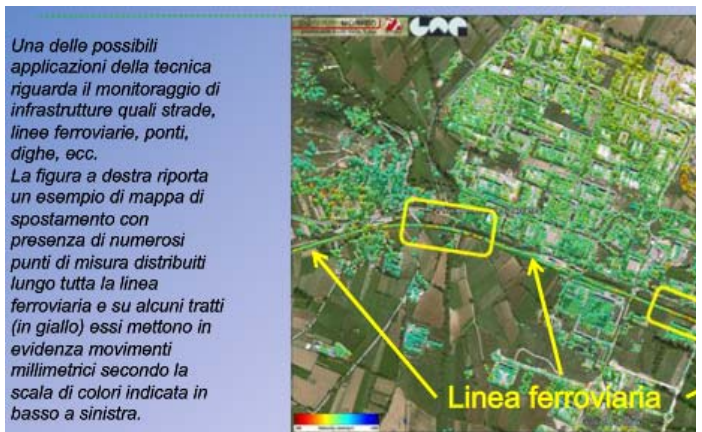 Una delle possibili
applicazioni della tecnica
riguarda il monitoraggio di
infrastrutture quali strade,
linee ferroviarie, ponti,
dighe, ecc.
La figura a destra riporta
un esempio di mappa di
spostamento con
presenza di numerosi
punti di misura distribuiti
lungo tutta la linea
ferroviaria e su alcuni tratti
(in giallo) essi mettono in
evidenza movimenti
millimetrici secondo la
scala di colori indicata in
basso a sinistra.
Linea ferroviaria